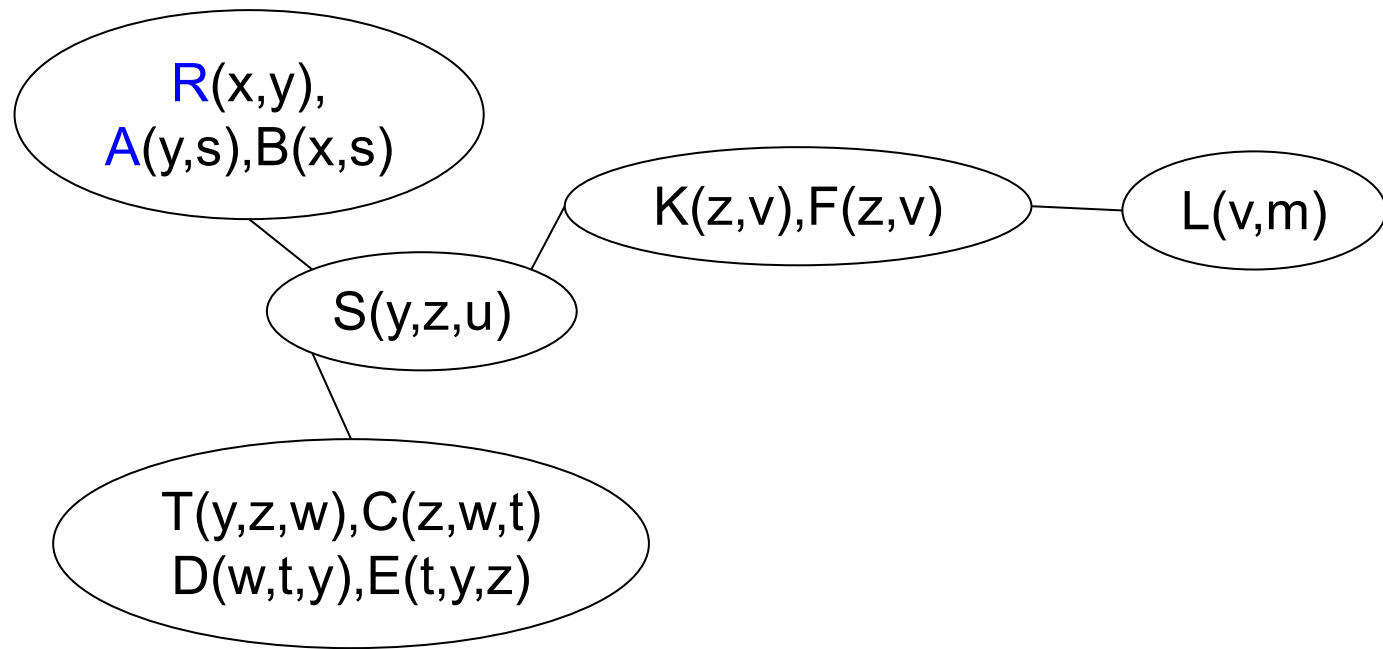 R(x,y),
A(y,s),B(x,s)
K(z,v),F(z,v)
L(v,m)
S(y,z,u)
T(y,z,w),C(z,w,t)
D(w,t,y),E(t,y,z)